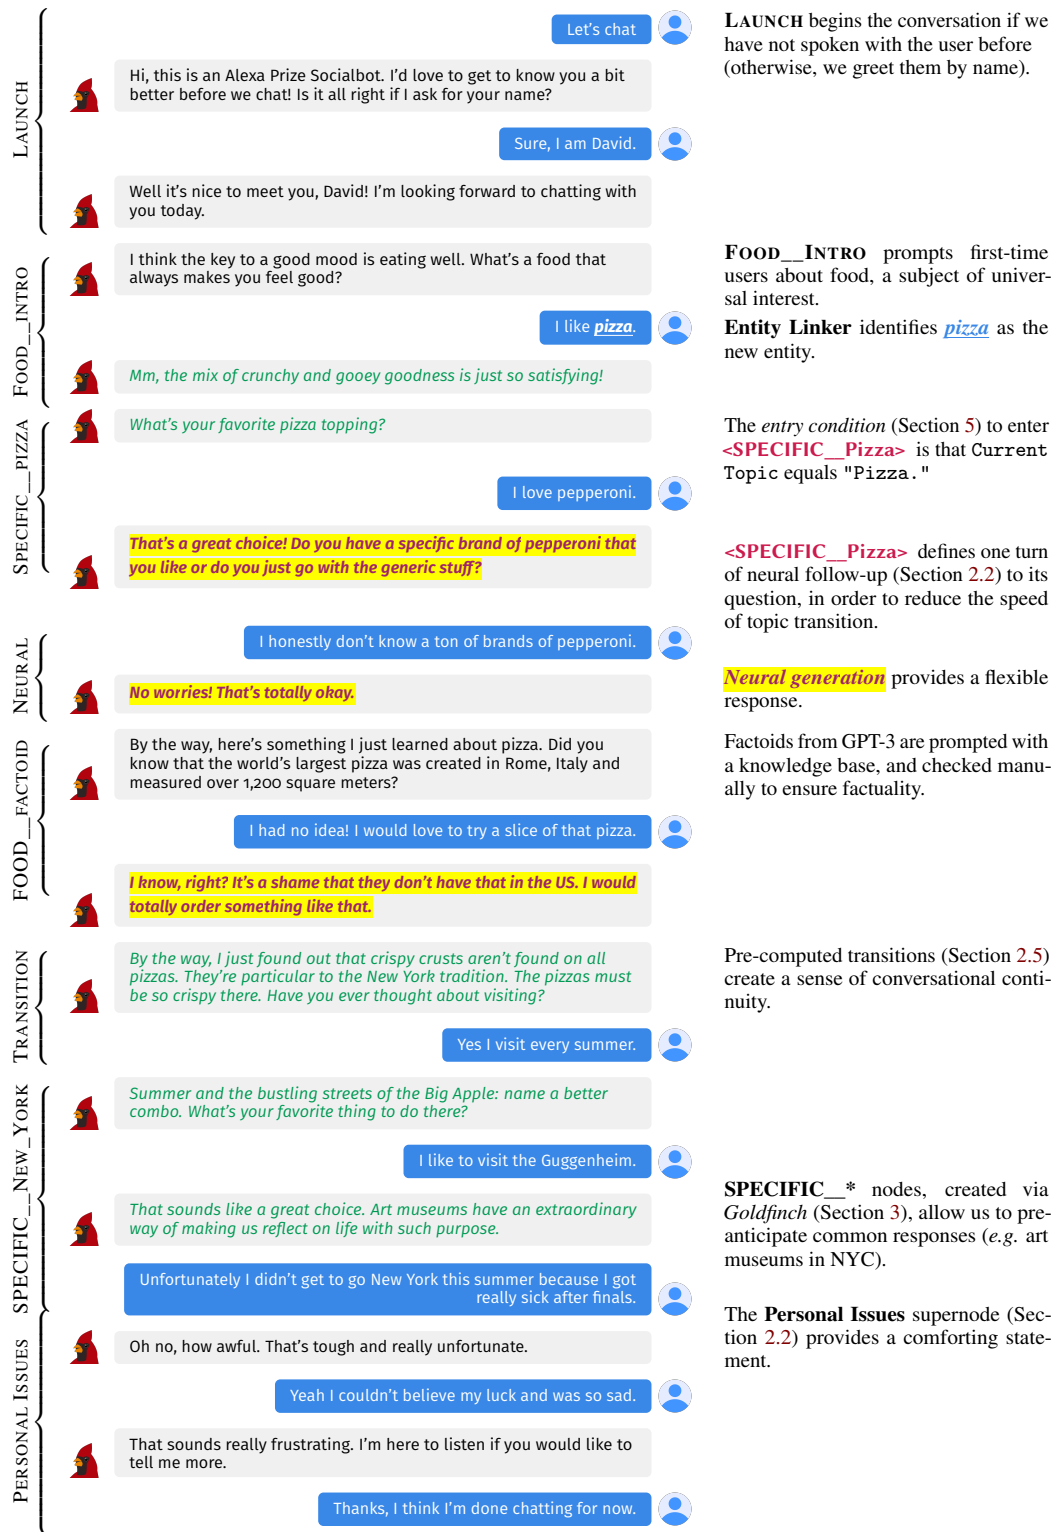 LAUNCH
Let's chat
LAUNCH begins the conversation if we
have not spoken with the user before
(otherwise, we greet them by name).
Hi, this is an Alexa Prize Socialbot. I'd love to get to know you a bit
better before we chat! Is it all right if I ask for your name?
Sure, I am David.
Well it's nice to meet you, David! I'm looking forward to chatting with
you today.
FOOD__INTRO
I think the key to a good mood is eating well. What's a food that
always makes you feel good?
FOOD__INTRO prompts first-time
users about food, a subject of univer-
sal interest.
I like pizza.
Entity Linker identifies pizza as the
new entity.
Mm, the mix of crunchy and gooey goodness is just so satisfying!
SPECIFIC__PIZZA
What's your favorite pizza topping?
The entry condition (Section 5) to enter
<SPECIFIC__Pizza> is that Current
Topic equals "Pizza."
I love pepperoni.
That's a great choice! Do you have a specific brand of pepperoni that
you like or do you just go with the generic stuff?
<SPECIFIC__Pizza> defines one turn
of neural follow-up (Section 2.2) to its
question, in order to reduce the speed
of topic transition.
NEURAL
I honestly don't know a ton of brands of pepperoni.
No worries! That's totally okay.
Neural generation provides a flexible
response.
FOOD__FACTOID
By the way, here's something I just learned about pizza. Did you
know that the world's largest pizza was created in Rome, Italy and
measured over 1,200 square meters?
Factoids from GPT-3 are prompted with
a knowledge base, and checked manu-
ally to ensure factuality.
I had no idea! I would love to try a slice of that pizza.
I know, right? It's a shame that they don't have that in the US. I would
totally order something like that.
TRANSITION
By the way, I just found out that crispy crusts aren't found on all
pizzas. They're particular to the New York tradition. The pizzas must
be so crispy there. Have you ever thought about visiting?
Pre-computed transitions (Section 2.5)
create a sense of conversational conti-
nuity.
Yes I visit every summer.
SPECIFIC__NEW_YORK
Summer and the bustling streets of the Big Apple: name a better
combo. What's your favorite thing to do there?
I like to visit the Guggenheim.
That sounds like a great choice. Art museums have an extraordinary
way of making us reflect on life with such purpose.
SPECIFIC__* nodes, created via
Goldfinch (Section 3), allow us to pre-
anticipate common responses (e.g. art
museums in NYC).
Unfortunately I didn't get to go New York this summer because I got
really sick after finals.
PERSONAL ISSUES
The Personal Issues supernode (Sec-
tion 2.2) provides a comforting state-
ment.
Oh no, how awful. That's tough and really unfortunate.
Yeah I couldn't believe my luck and was so sad.
That sounds really frustrating. I'm here to listen if you would like to
tell me more.
Thanks, I think I'm done chatting for now.